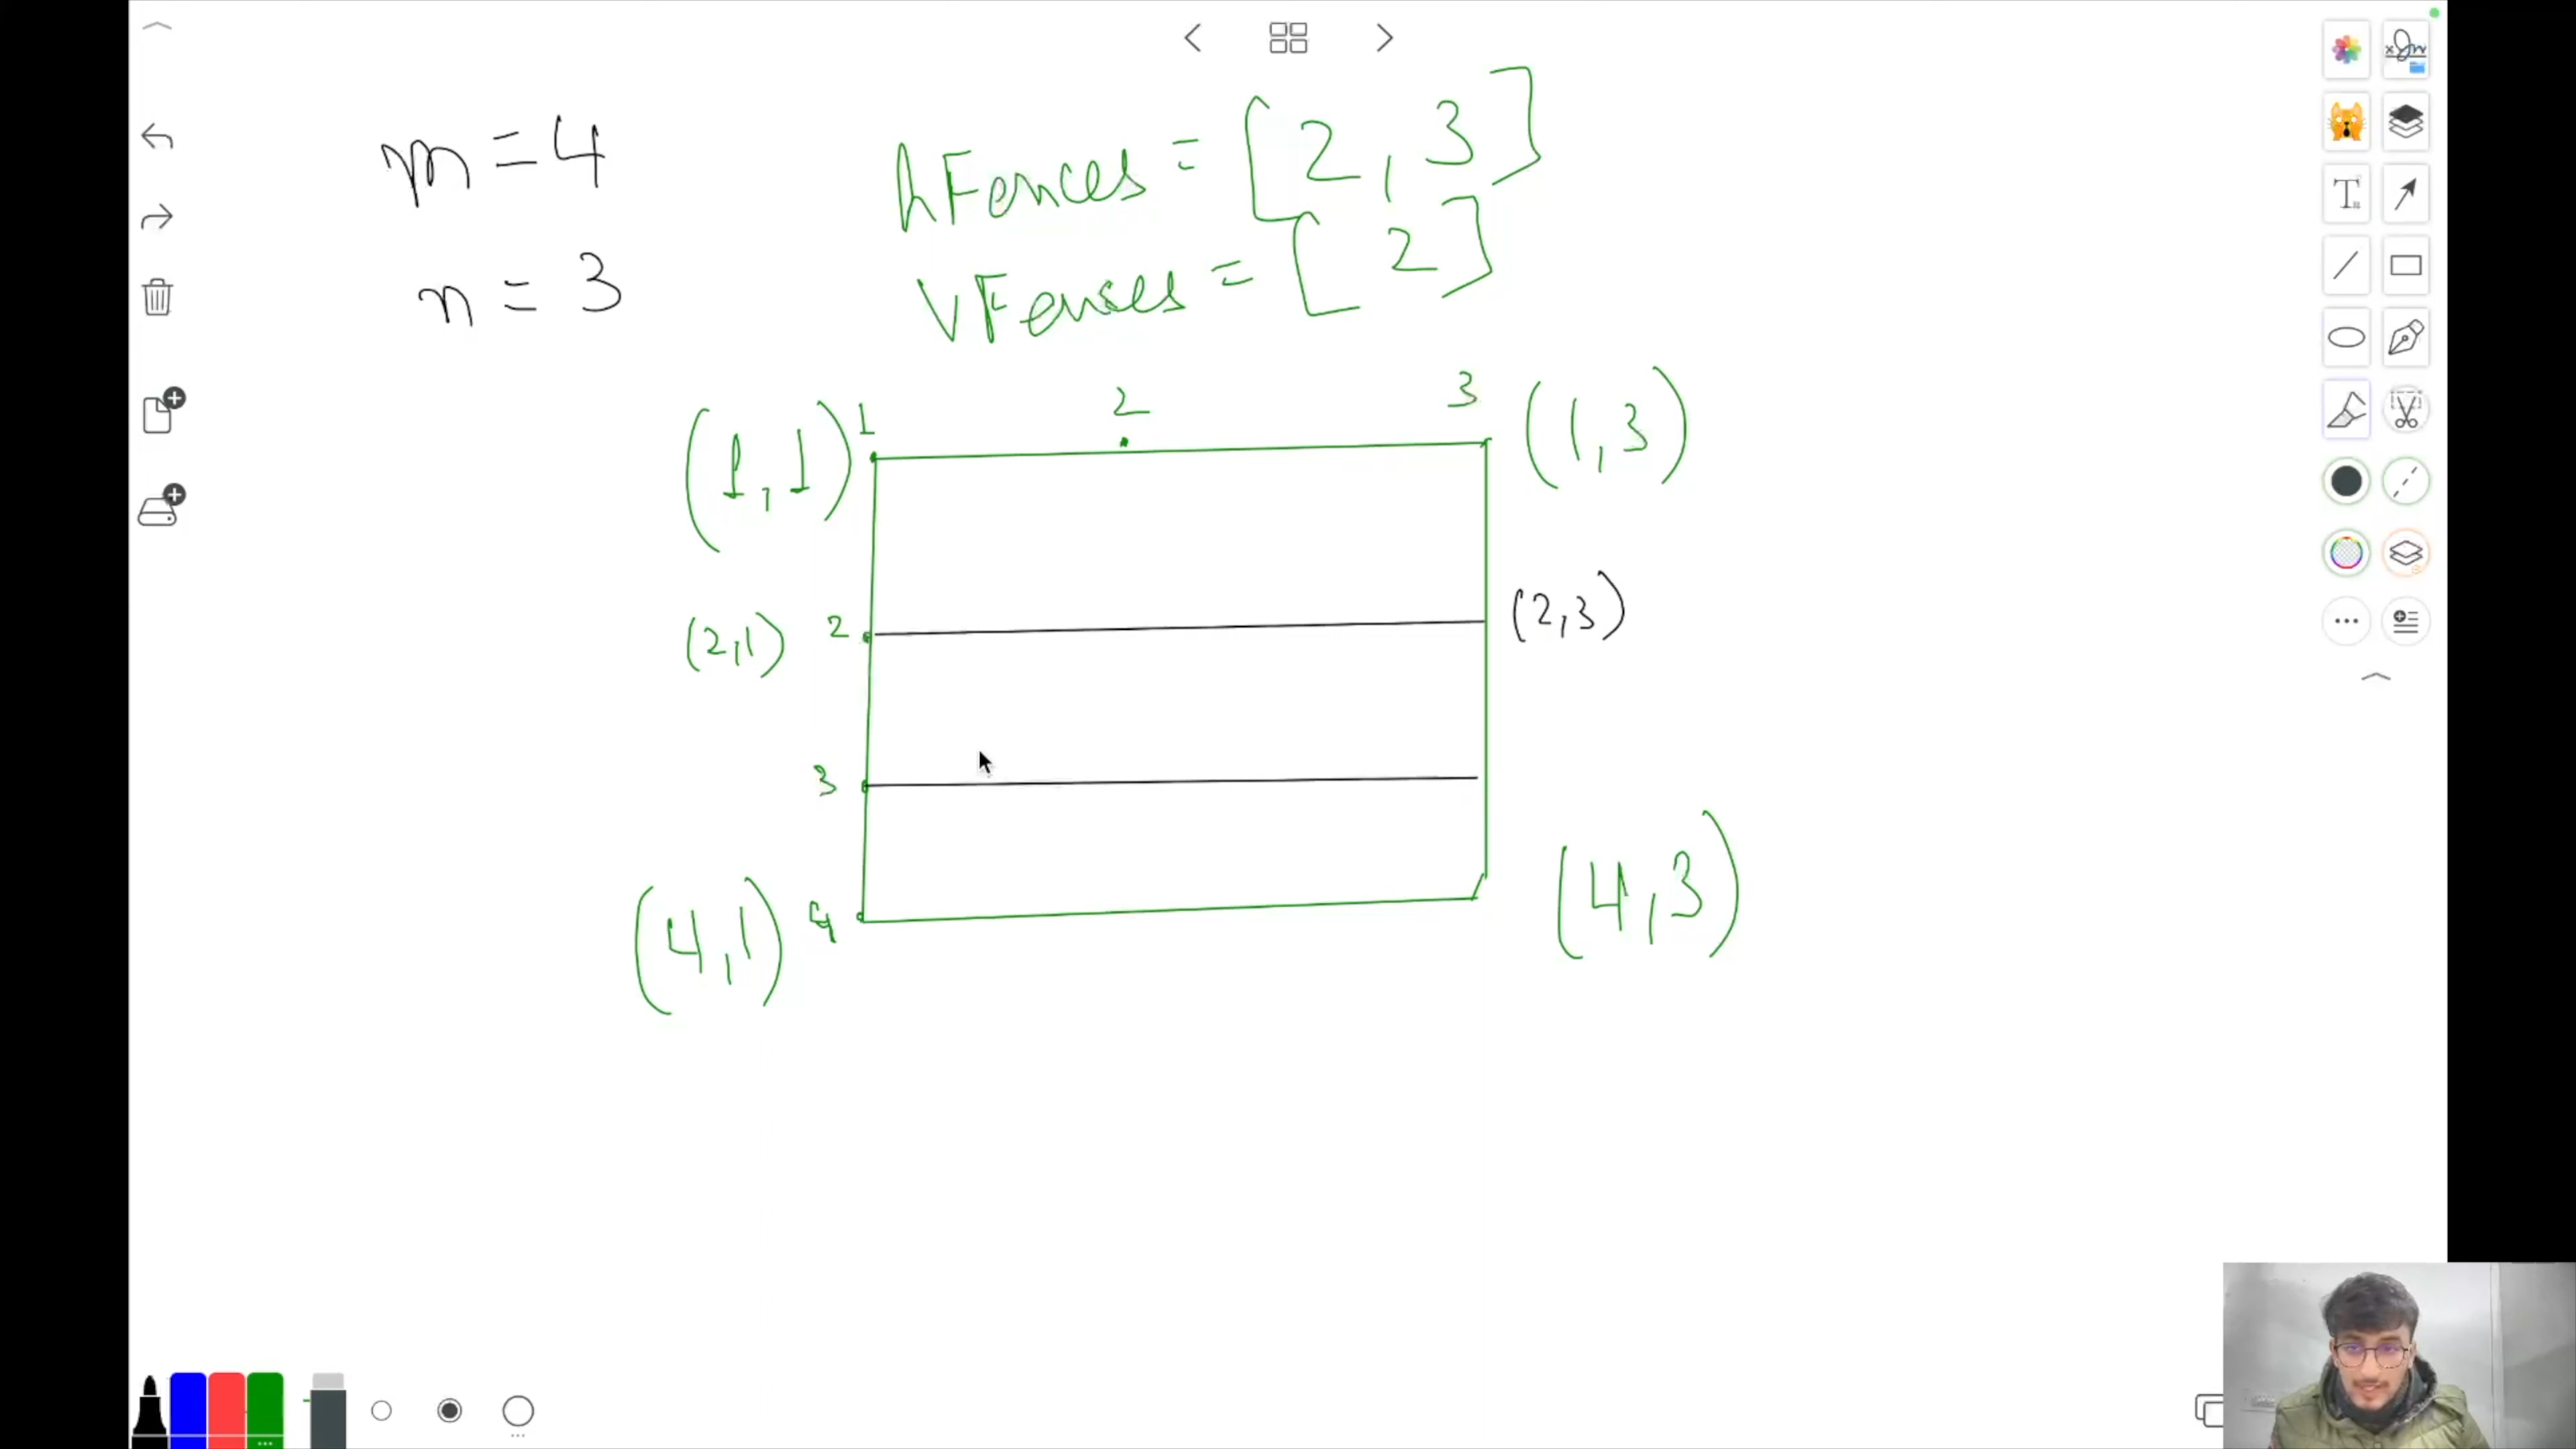 m = 4
hFences = [2, 3]
n = 3
vFences = [2]
1 2 3
(1,1) (1,3)
(2,1) 2 (2,3)
3
(4,1) 4 (4,3)